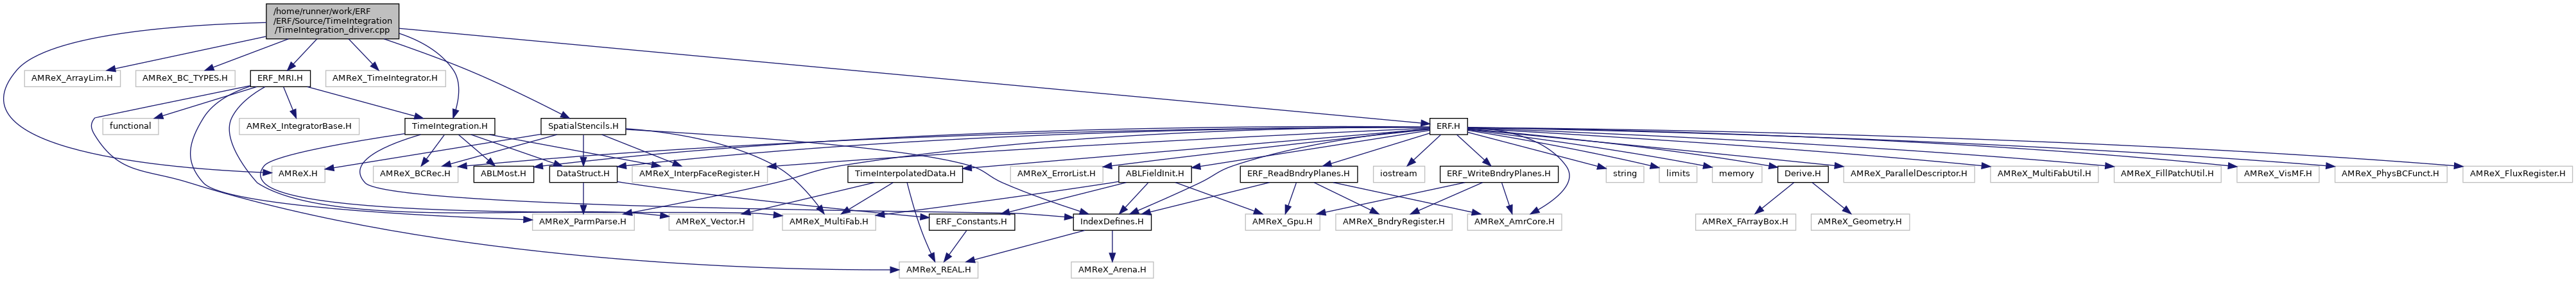 /home/runner/work/ERF
/ERF/Source/TimeIntegration
/TimeIntegration_driver.cpp
AMReX_ArrayLim.H
AMReX_BC_TYPES.H
ERF_MRI.H
AMReX_TimeIntegrator.H
functional
AMReX_IntegratorBase.H
TimeIntegration.H
SpatialStencils.H
ERF.H
AMReX.H
AMReX_BCRec.H
ABLMost.H
DataStruct.H
AMReX_InterpFaceRegister.H
TimeInterpolatedData.H
AMReX_ErrorList.H
ABLFieldInit.H
ERF_ReadBndryPlanes.H
iostream
ERF_WriteBndryPlanes.H
string
limits
memory
Derive.H
AMReX_ParallelDescriptor.H
AMReX_MultiFabUtil.H
AMReX_FillPatchUtil.H
AMReX_VisMF.H
AMReX_PhysBCFunct.H
AMReX_FluxRegister.H
AMReX_ParmParse.H
AMReX_Vector.H
AMReX_MultiFab.H
ERF_Constants.H
IndexDefines.H
AMReX_Gpu.H
AMReX_BndryRegister.H
AMReX_AmrCore.H
AMReX_FArrayBox.H
AMReX_Geometry.H
AMReX_REAL.H
AMReX_Arena.H